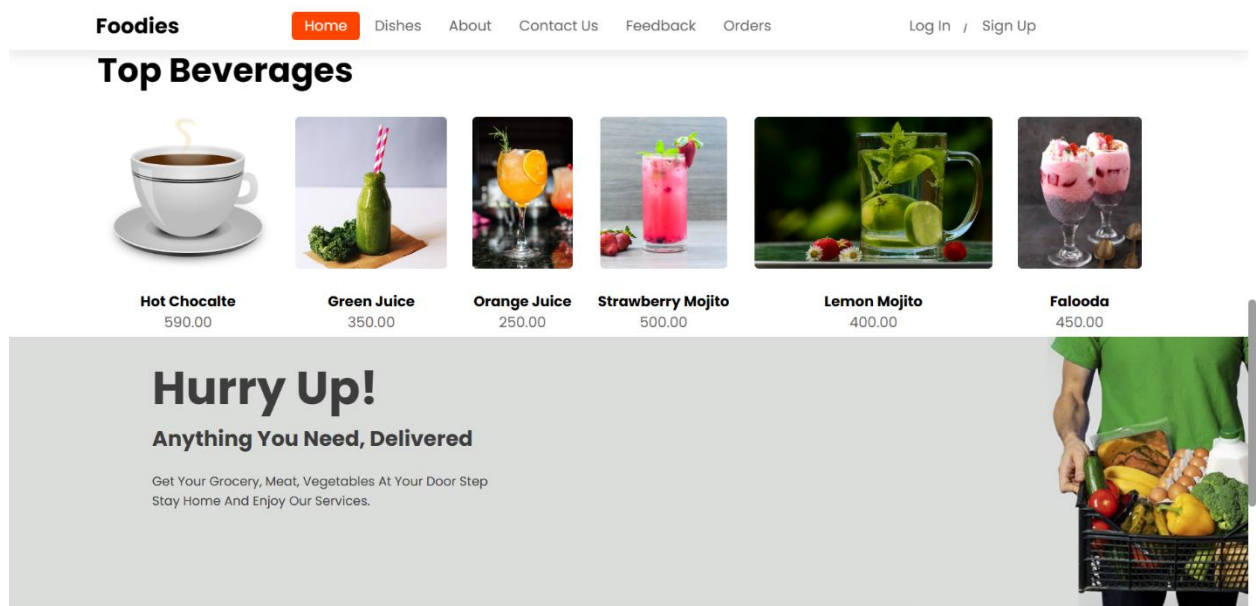 Foodies Home Dishes About Contact Us Feedback Orders Log In / Sign Up
Top Beverages
Hot Chocalte Green Juice Orange Juice Strawberry Mojito Lemon Mojito Falooda
590.00 350.00 250.00 500.00 400.00 450.00
Hurry Up!
Anything You Need, Delivered
Get Your Grocery, Meat, Vegetables At Your Door Step
Stay Home And Enjoy Our Services.